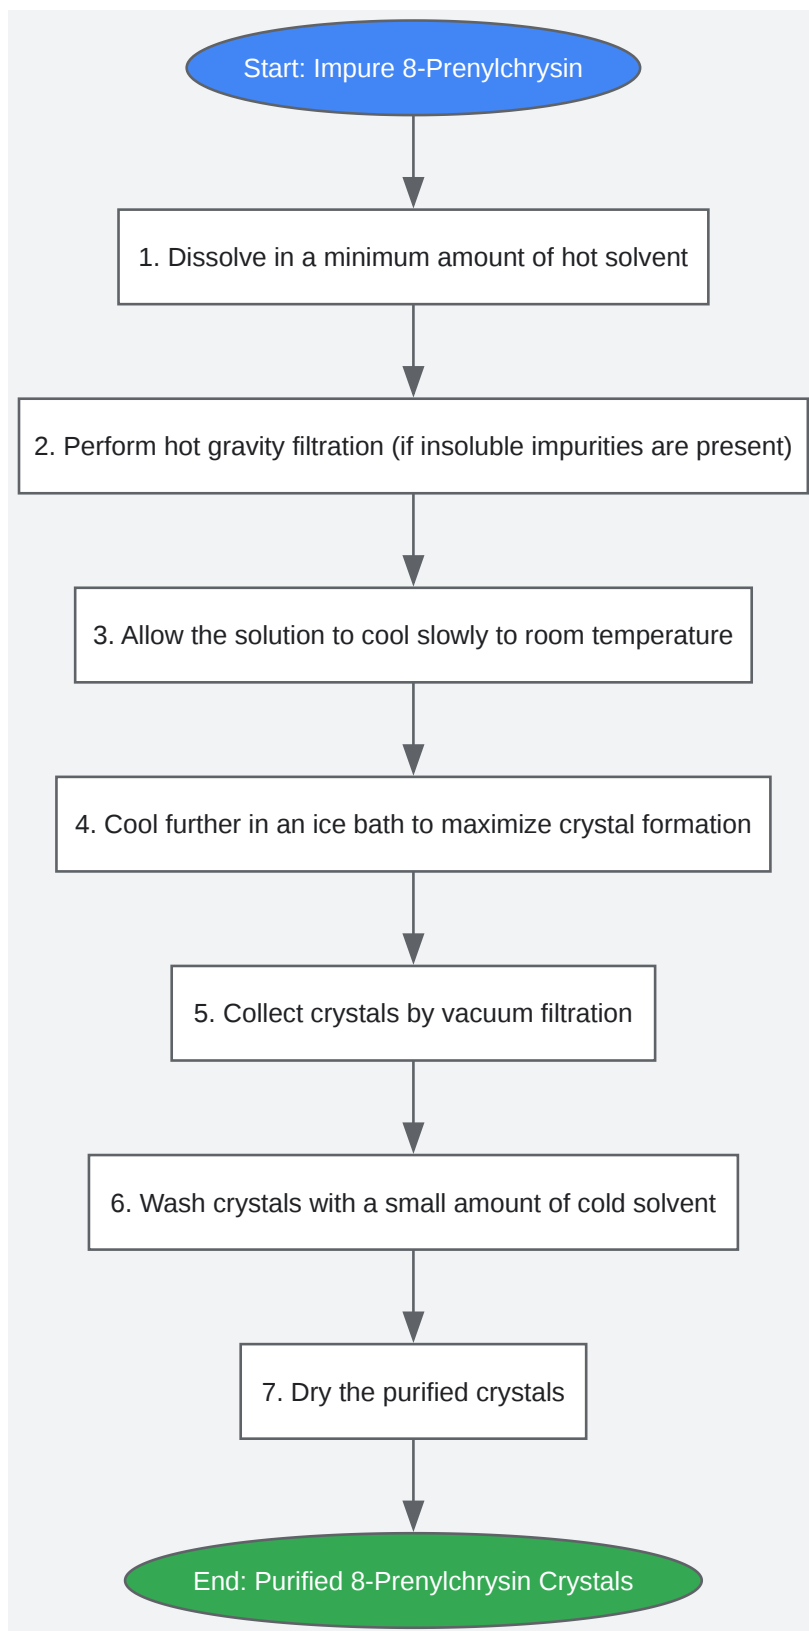 Start: Impure 8-Prenylchrysin
1. Dissolve in a minimum amount of hot solvent
2. Perform hot gravity filtration (if insoluble impurities are present)
3. Allow the solution to cool slowly to room temperature
4. Cool further in an ice bath to maximize crystal formation
5. Collect crystals by vacuum filtration
6. Wash crystals with a small amount of cold solvent
7. Dry the purified crystals
End: Purified 8-Prenylchrysin Crystals